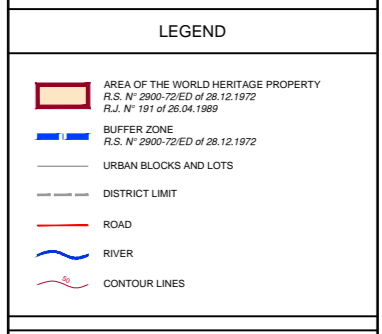 LEGEND
AREA OF THE WORLD HERITAGE PROPERTY
R.S. N° 2900-72/ED of 28.12.1972
R.J. N° 191 of 26.04.1989
BUFFER ZONE
R.S. N° 2900-72/ED of 28.12.1972
URBAN BLOCKS AND LOTS
DISTRICT LIMIT
ROAD
RIVER
50
CONTOUR LINES